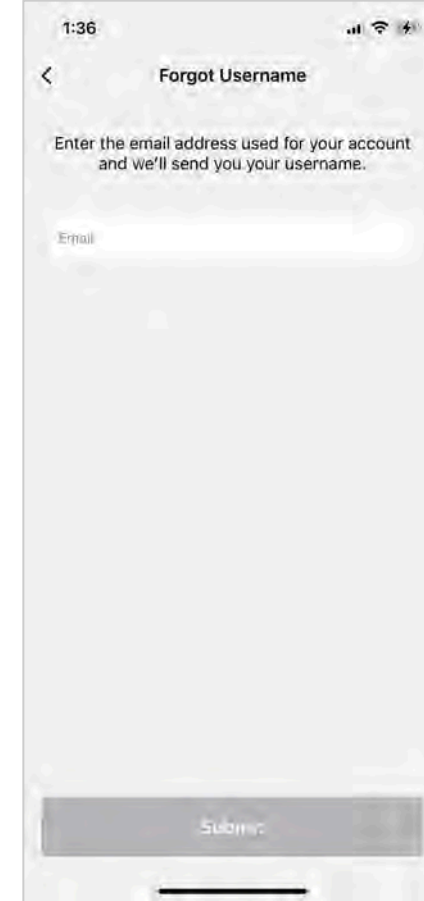 1:36
Forgot Username
Enter the email address used for your account
and we'll send you your username.
Email
Submit